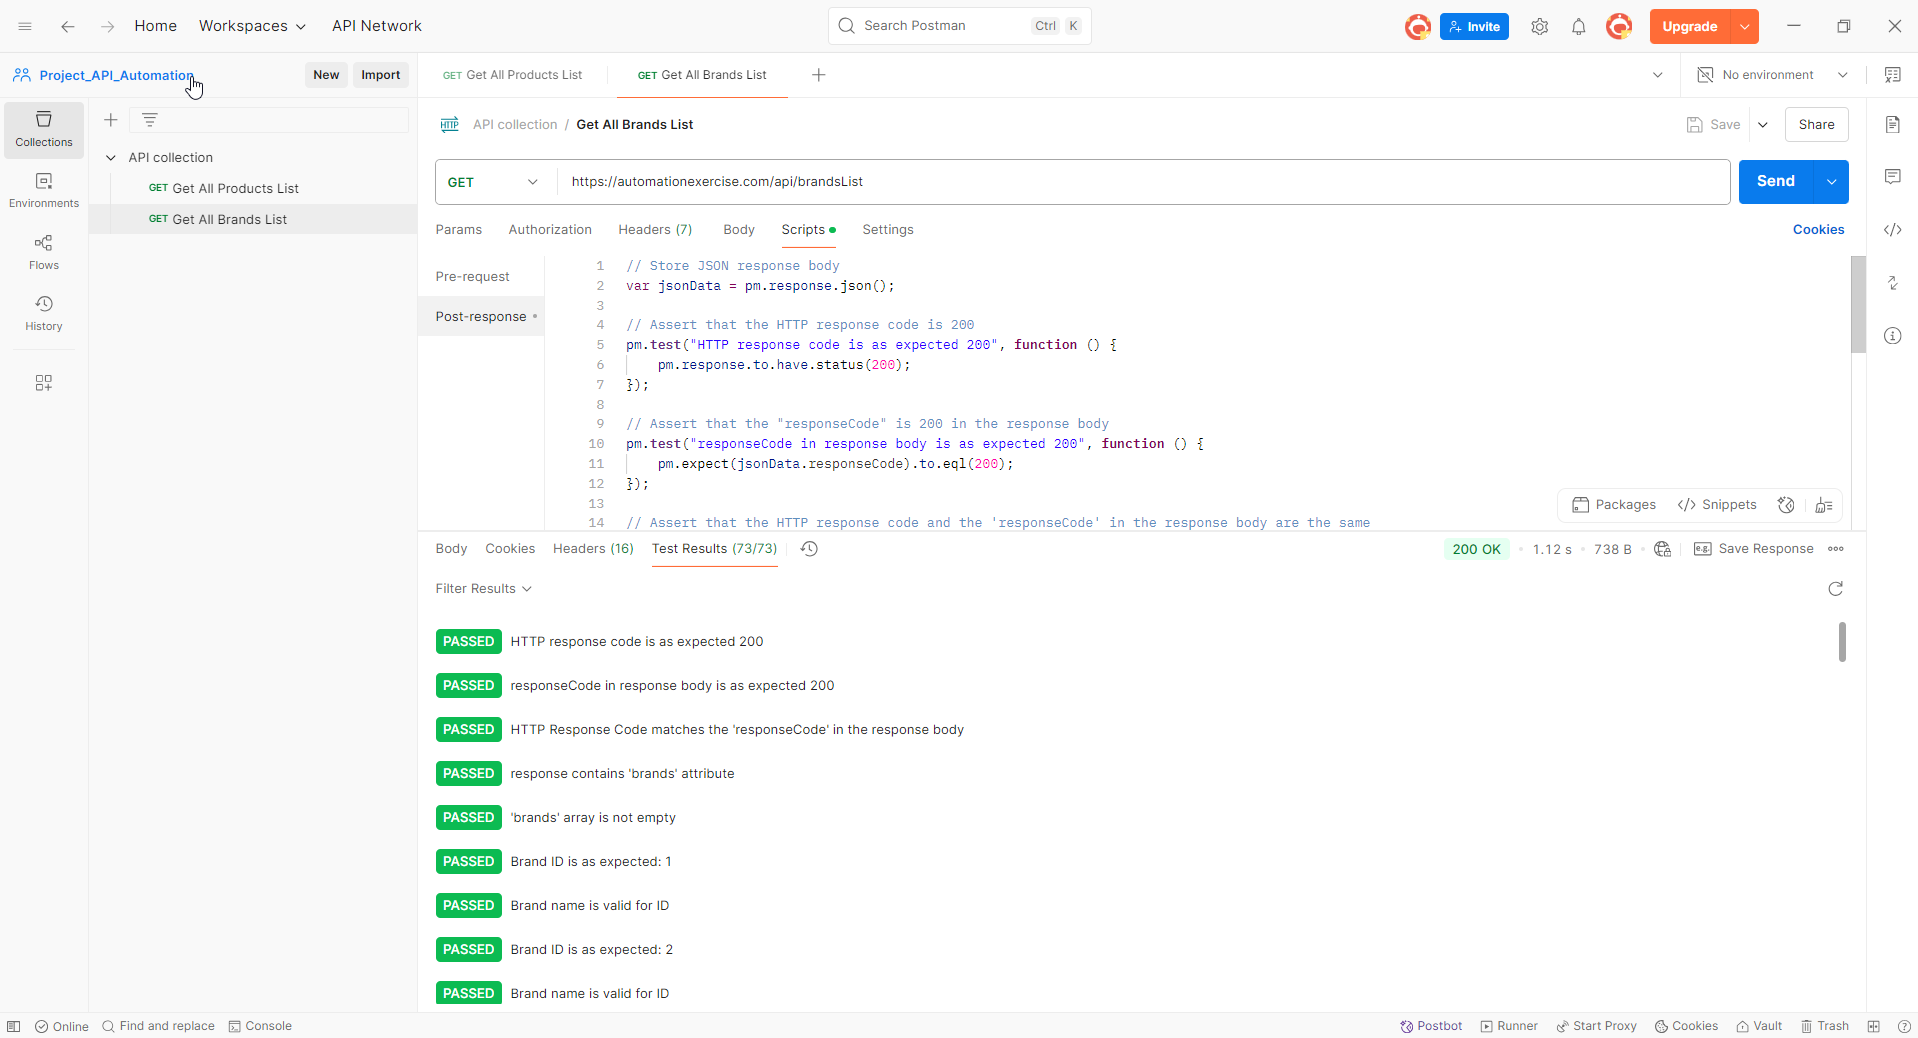 Home Workspaces API Network Search Postman Ctrl K Invite Upgrade
Project_API_Automation New Import GET Get All Products List GET Get All Brands List No environment
Collections
Environments
Flows
History
API collection
GET Get All Products List
GET Get All Brands List
HTTP API collection / Get All Brands List Save Share
GET https://automationexercise.com/api/brandsList Send
Params Authorization Headers (7) Body Scripts Settings Cookies
Pre-request
Post-response
1 // Store JSON response body
2 var jsonData = pm.response.json();
3
4 // Assert that the HTTP response code is 200
5 pm.test("HTTP response code is as expected 200", function () {
6 pm.response.to.have.status(200);
7 });
8
9 // Assert that the "responseCode" is 200 in the response body
10 pm.test("responseCode in response body is as expected 200", function () {
11 pm.expect(jsonData.responseCode).to.eql(200);
12 });
13
14 // Assert that the HTTP response code and the 'responseCode' in the response body are the same
Packages Snippets
Body Cookies Headers (16) Test Results (73/73) 200 OK 1.12 s 738 B e.g. Save Response
Filter Results
PASSED HTTP response code is as expected 200
PASSED responseCode in response body is as expected 200
PASSED HTTP Response Code matches the 'responseCode' in the response body
PASSED response contains 'brands' attribute
PASSED 'brands' array is not empty
PASSED Brand ID is as expected: 1
PASSED Brand name is valid for ID
PASSED Brand ID is as expected: 2
PASSED Brand name is valid for ID
Online Find and replace Console Postbot Runner Start Proxy Cookies Vault Trash